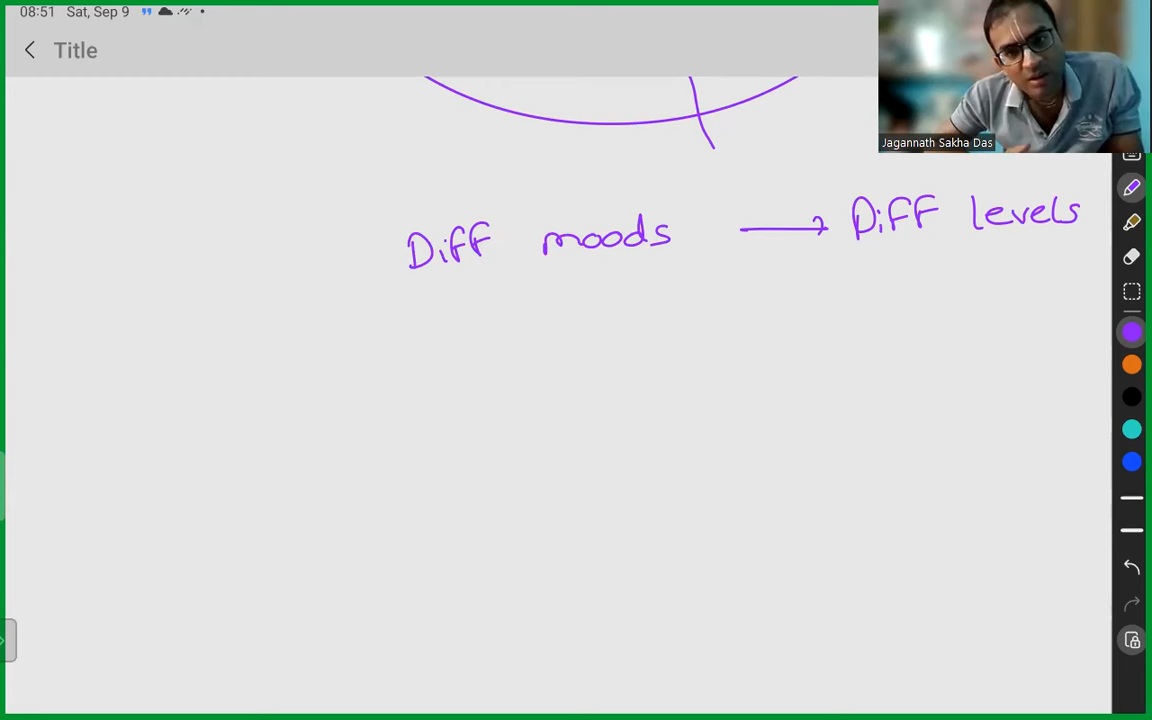 08:51 Sat, Sep 9
Title
Jagannath Sakha Das
Diff moods → Diff levels